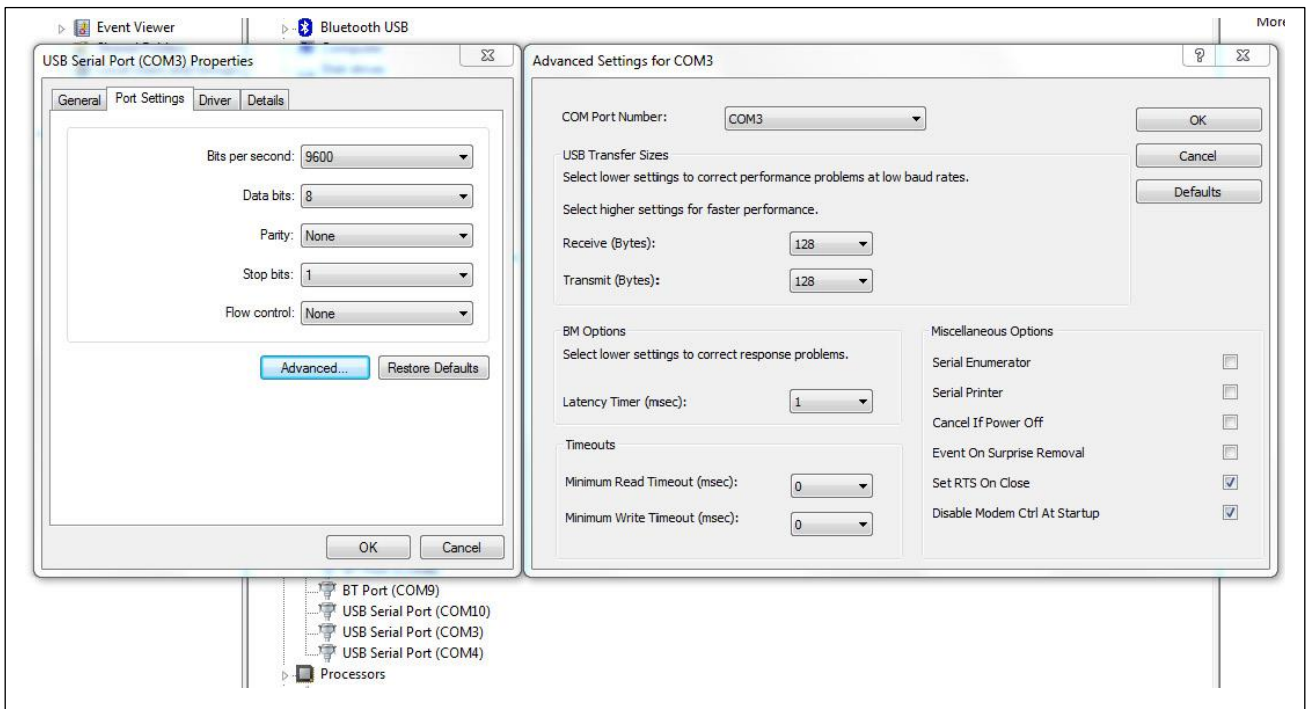 Event Viewer
Bluetooth USB
More
USB Serial Port (COM3) Properties
General
Port Settings
Driver
Details
Bits per second: 9600
Data bits: 8
Parity: None
Stop bits: 1
Flow control: None
Advanced...
Restore Defaults
OK
Cancel
Advanced Settings for COM3
COM Port Number: COM3
OK
Cancel
Defaults
USB Transfer Sizes
Select lower settings to correct performance problems at low baud rates.
Select higher settings for faster performance.
Receive (Bytes): 128
Transmit (Bytes): 128
BM Options
Select lower settings to correct response problems.
Latency Timer (msec): 1
Timeouts
Minimum Read Timeout (msec): 0
Minimum Write Timeout (msec): 0
Miscellaneous Options
Serial Enumerator
Serial Printer
Cancel If Power Off
Event On Surprise Removal
Set RTS On Close
Disable Modem Ctrl At Startup
BT Port (COM9)
USB Serial Port (COM10)
USB Serial Port (COM3)
USB Serial Port (COM4)
Processors